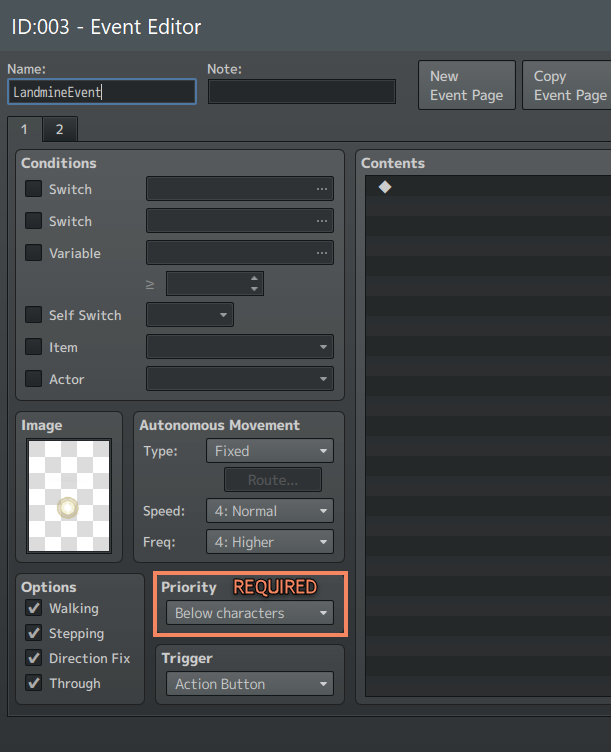 ID:003 - Event Editor
Name:
Note:
LandmineEvent
New
Event Page
Copy
Event Page
1
2
Conditions
Switch
...
Switch
...
Variable
...
≥
Self Switch
Item
Actor
Contents
◆
Image
Autonomous Movement
Type:
Fixed
Route...
Speed:
4: Normal
Freq:
4: Higher
Options
Walking
Stepping
Direction Fix
Through
Priority REQUIRED
Below characters
Trigger
Action Button